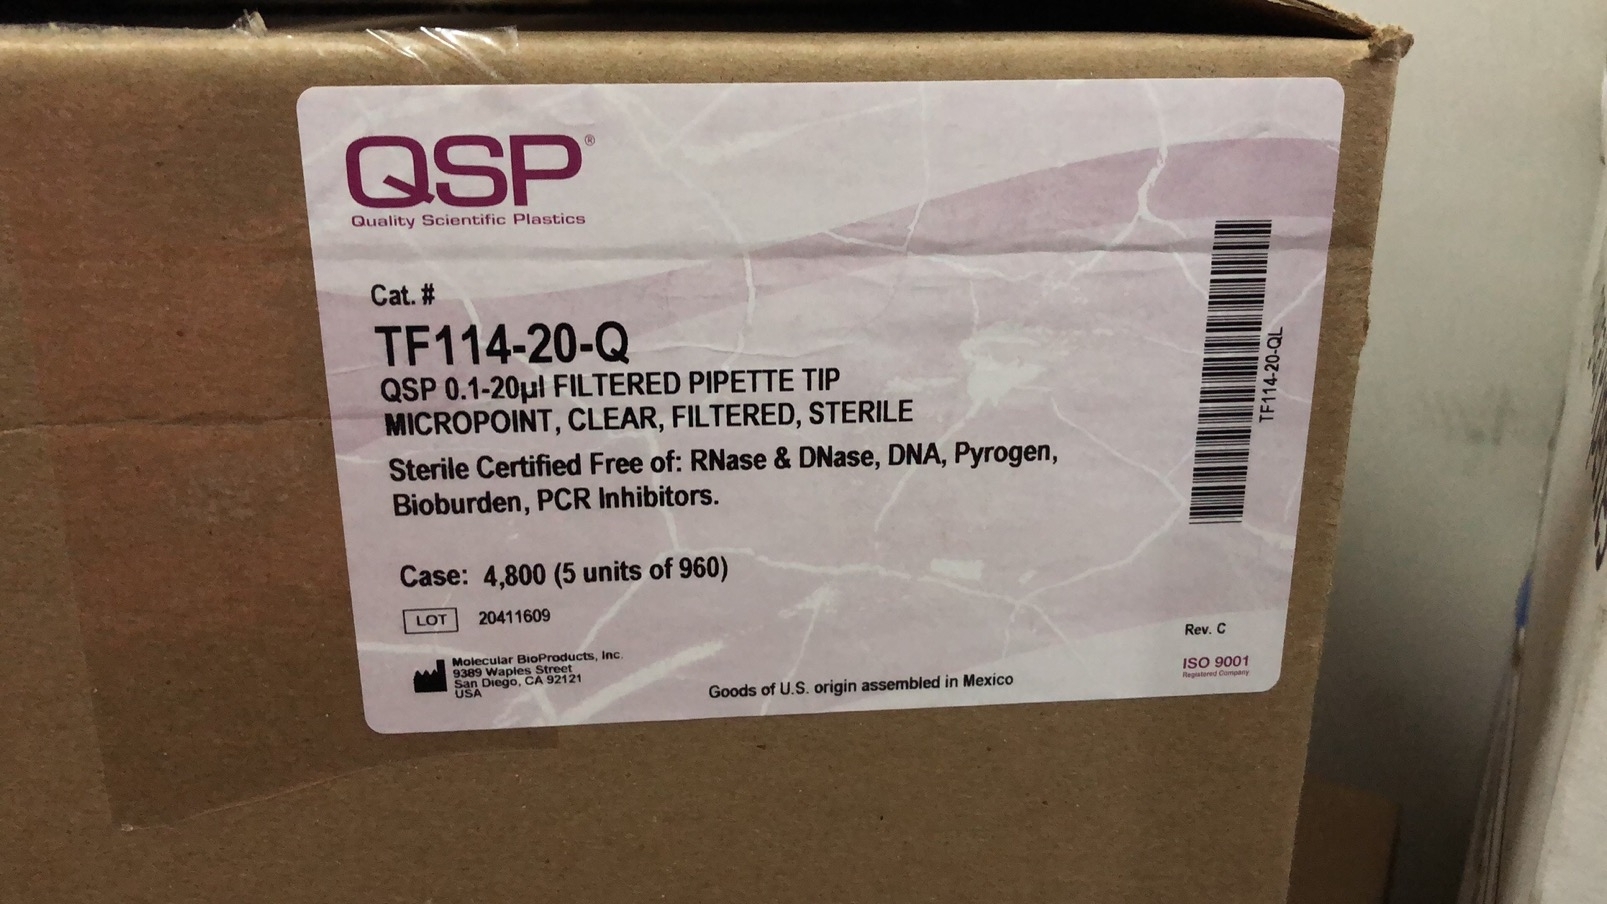 QSP®
Quality Scientific Plastics
Cat. #
TF114-20-Q
QSP 0.1-20µl FILTERED PIPETTE TIP
MICROPOINT, CLEAR, FILTERED, STERILE
Sterile Certified Free of: RNase & DNase, DNA, Pyrogen,
Bioburden, PCR Inhibitors.
Case: 4,800 (5 units of 960)
LOT 20411609
Molecular BioProducts, Inc.
9389 Waples Street
San Diego, CA 92121
USA
Goods of U.S. origin assembled in Mexico
TF114-20-QL
Rev. C
ISO 9001
Registered Company